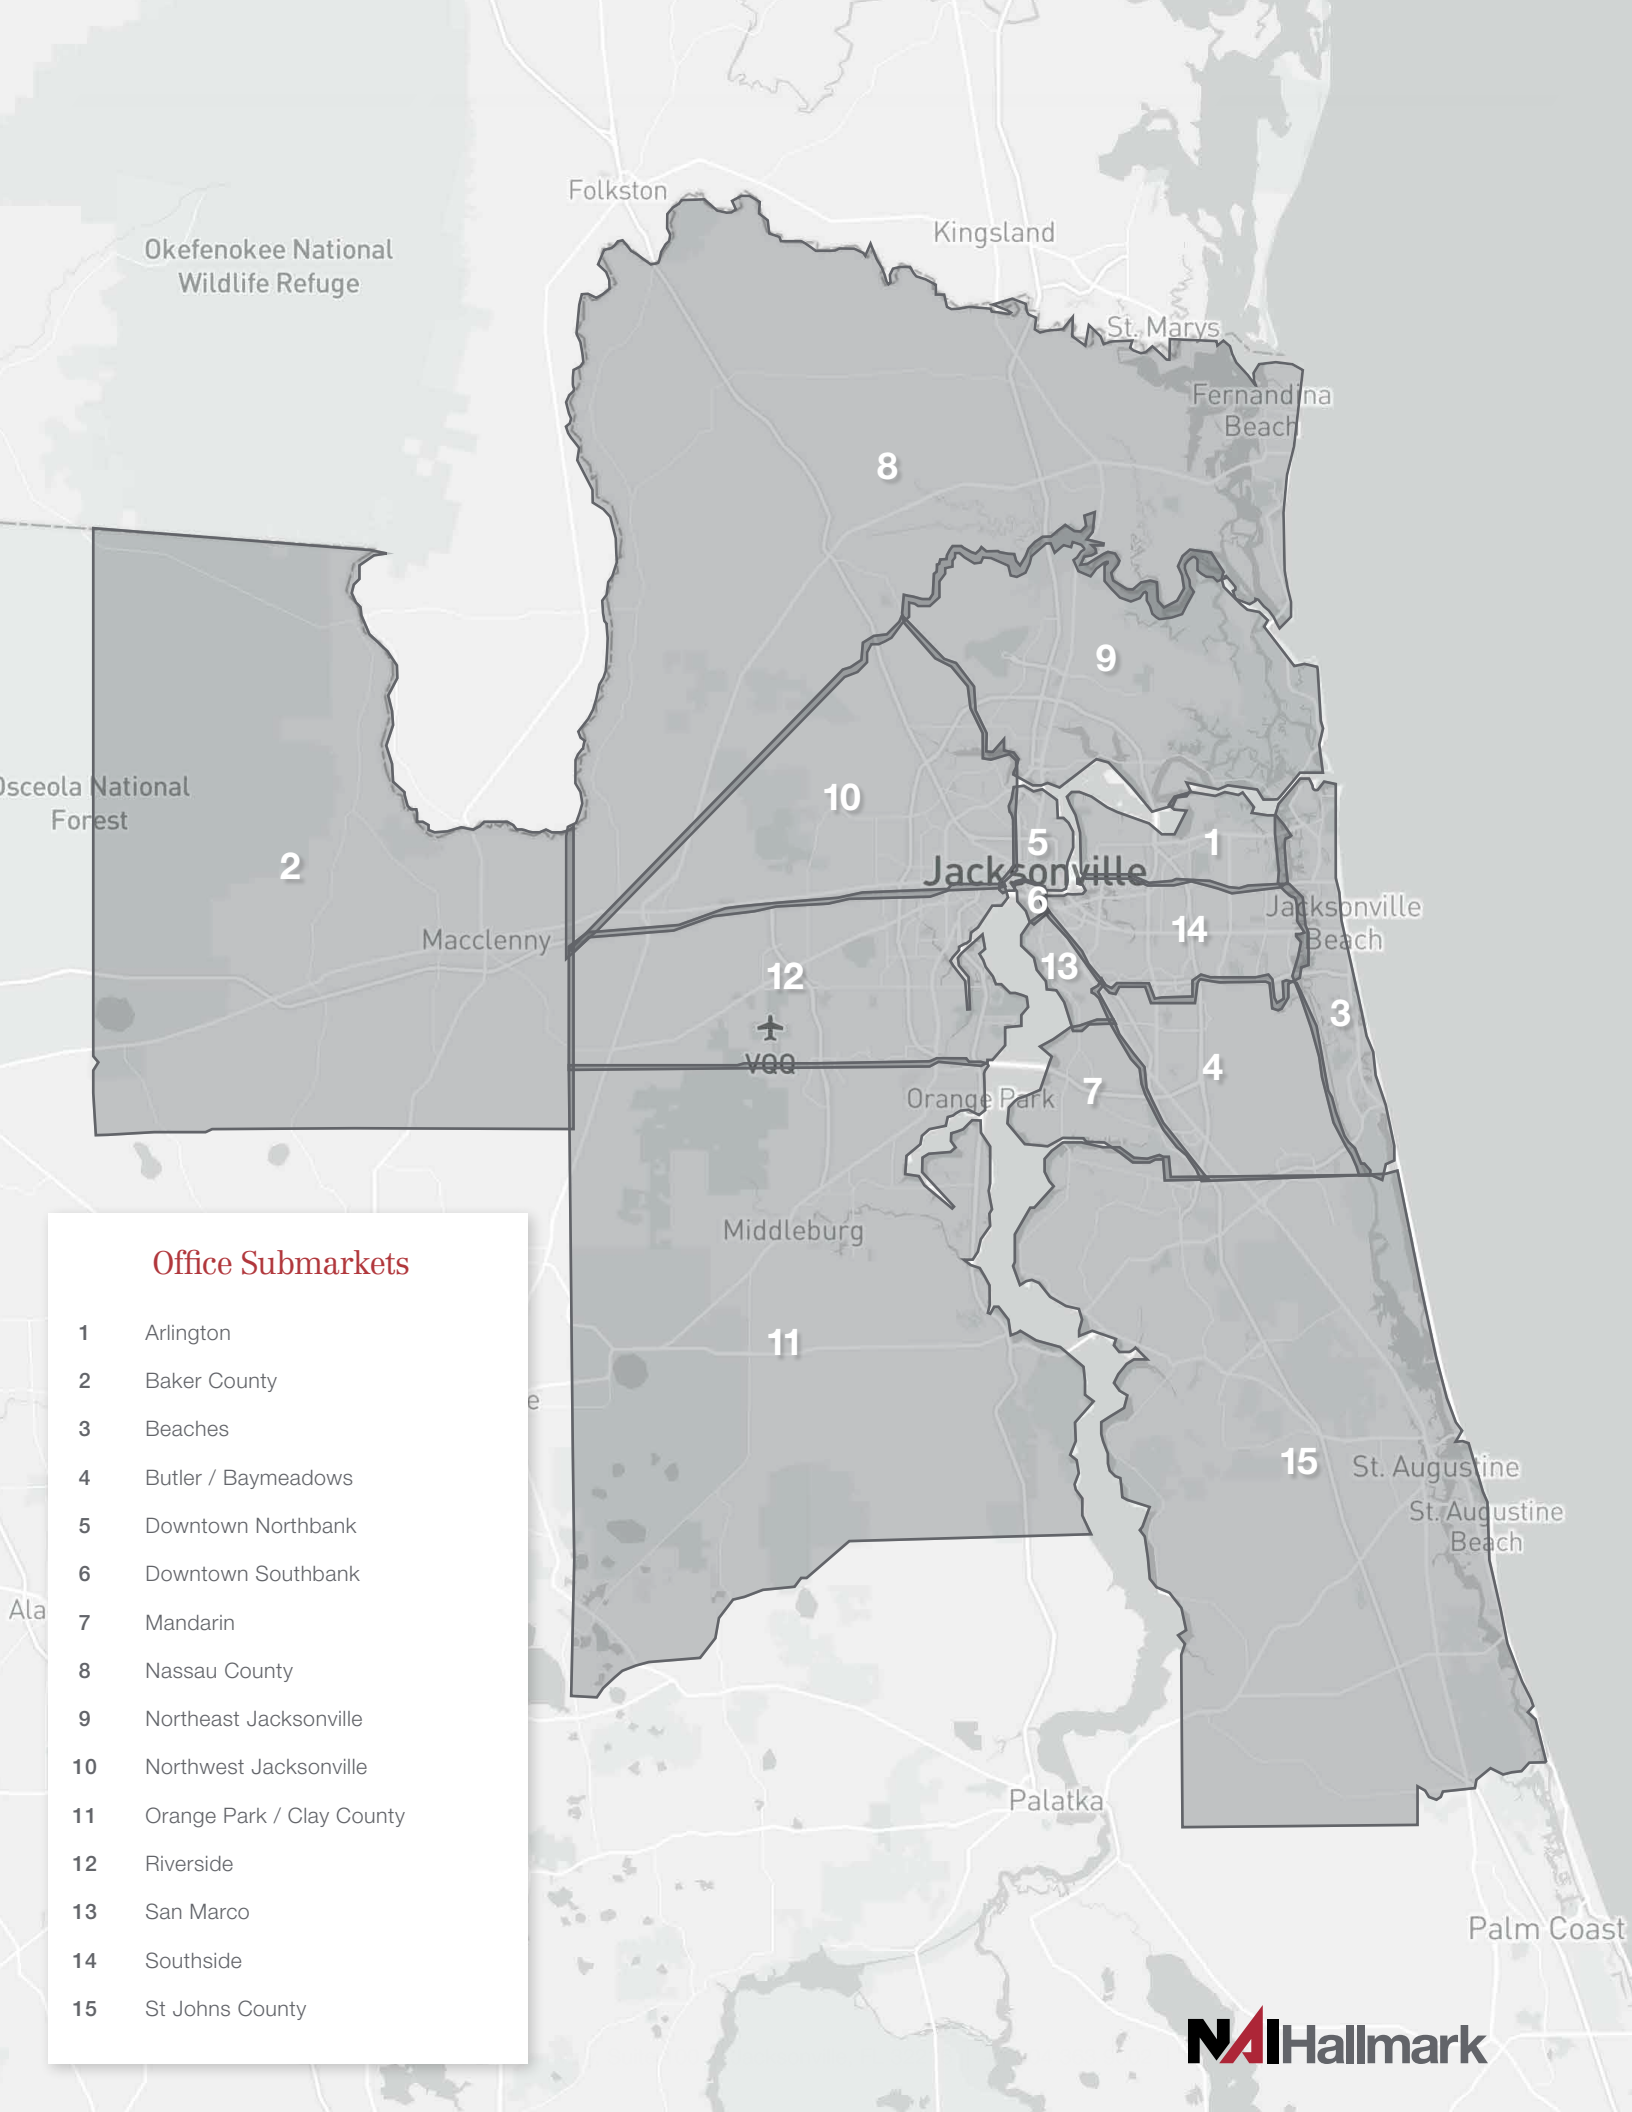 Folkston
Kingsland
Okefenokee National
Wildlife Refuge
St. Marys
Fernandina
Beach
8
9
Osceola National
Forest
10
5
1
2
Jacksonville
6
Jacksonville
Beach
14
Macclenny
13
12
3
VQQ
4
7
Orange Park
Middleburg
11
15
St. Augustine
St. Augustine
Beach
e
Ala
Palatka
Palm Coast
Office Submarkets
1 Arlington
2 Baker County
3 Beaches
4 Butler / Baymeadows
5 Downtown Northbank
6 Downtown Southbank
7 Mandarin
8 Nassau County
9 Northeast Jacksonville
10 Northwest Jacksonville
11 Orange Park / Clay County
12 Riverside
13 San Marco
14 Southside
15 St Johns County
NAIHallmark